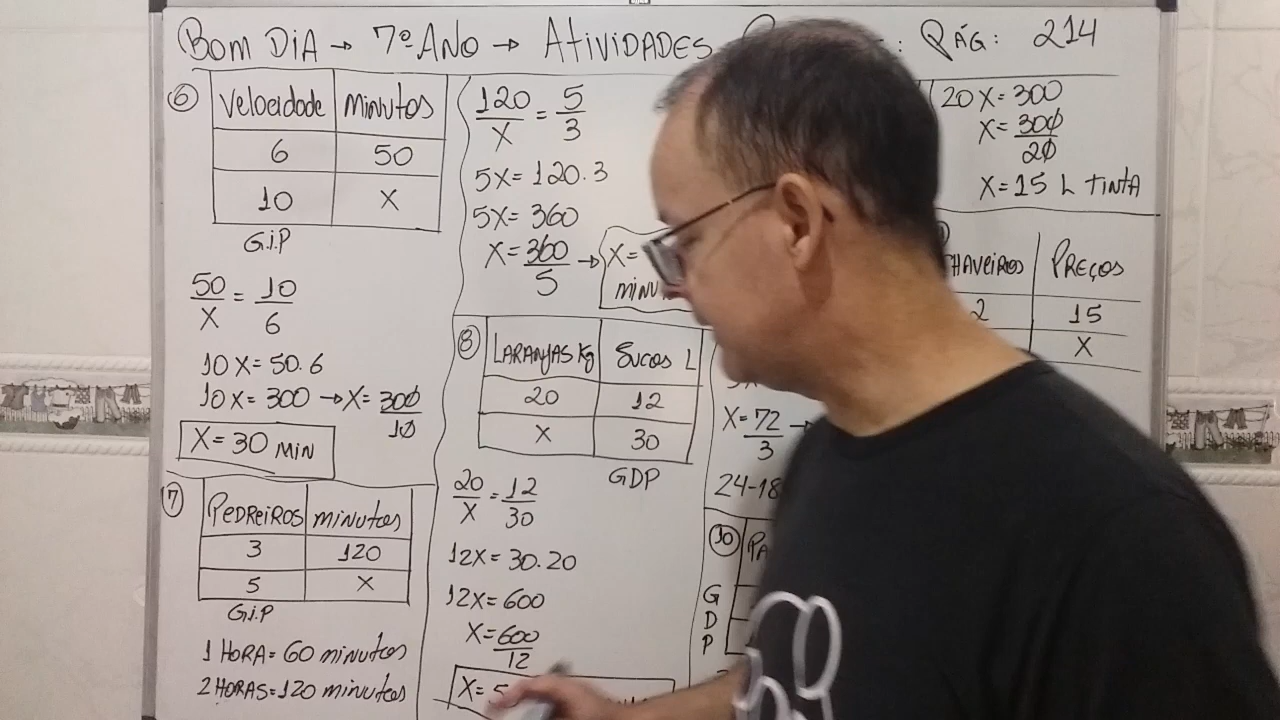 BOM DIA → 7º ANO → ATIVIDADES : PÁG: 214
6
Velocidade minutos
6 50
10 X
G.i.P
50/X = 10/6
10X = 50.6
10X = 300 → X = 300/10
X = 30 MIN
7
PEDREIROS minutos
3 120
5 X
G.i.P
1 HORA = 60 minutos
2 HORAS = 120 minutos
120/X = 5/3
5X = 120.3
5X = 360
X = 360/5 → X =
8
LARANJAS Kg Sucos L
20 12
X 30
GDP
20/X = 12/30
12X = 30.20
12X = 600
X = 600/12
X = 5
X = 72/3 →
24-18
10
G
D
P
20X = 300
X = 300/20
X = 15 L TINTA
PREÇOS
2 15
X